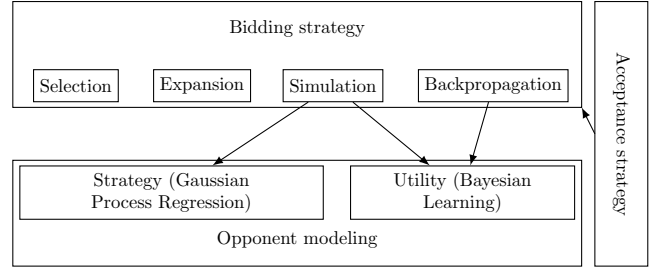 Bidding strategy
Selection
Expansion
Simulation
Backpropagation
Strategy (Gaussian
Process Regression)
Utility (Bayesian
Learning)
Opponent modeling
Acceptance strategy